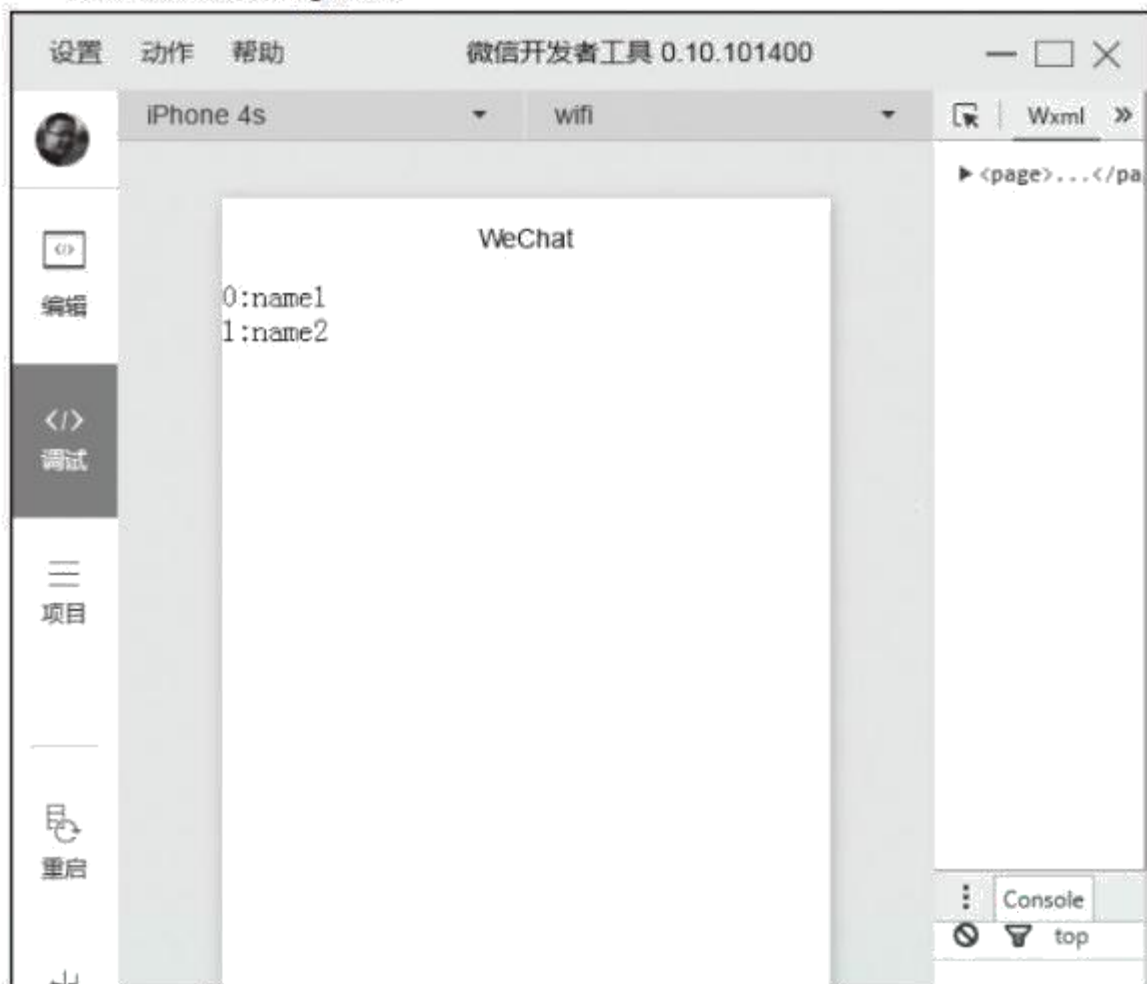 设置 动作 帮助 微信开发者工具 0.10.101400
iPhone 4s wifi Wxml »
<page>...</pa
WeChat
0:name1
1:name2
编辑
</>
调试
项目
重启
Console
top